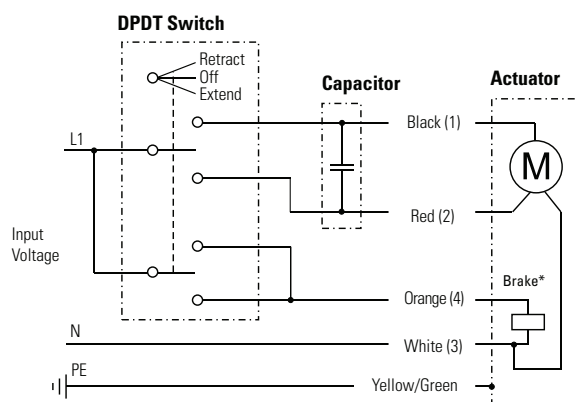 DPDT Switch
Retract
Off
Extend
Capacitor
Actuator
L1
Black (1)
M
Red (2)
Input
Voltage
Brake*
Orange (4)
N
White (3)
PE
Yellow/Green